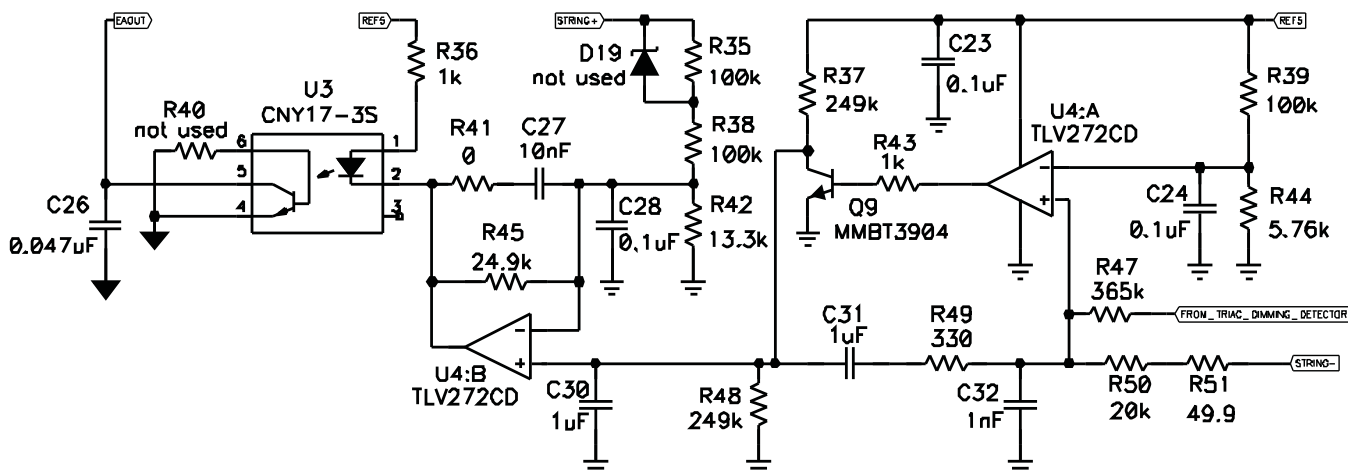 EAOUT
REF5
STRING+
REF5
R36
1k
D19
not used
R35
100k
C23
0.1uF
R37
249k
R39
100k
U3
CNY17-3S
R40
not used
6
5
4
1
2
3
R41
0
C27
10nF
R38
100k
R43
1k
U4:A
TLV272CD
-
+
C26
0.047uF
C28
0.1uF
R42
13.3k
Q9
MMBT3904
C24
0.1uF
R44
5.76k
R45
24.9k
R47
365k
FROM_TRIAC_DIMMING_DETECTOR
-
+
U4:B
TLV272CD
C31
1uF
R49
330
STRING-
C30
1uF
R48
249k
C32
1nF
R50
20k
R51
49.9